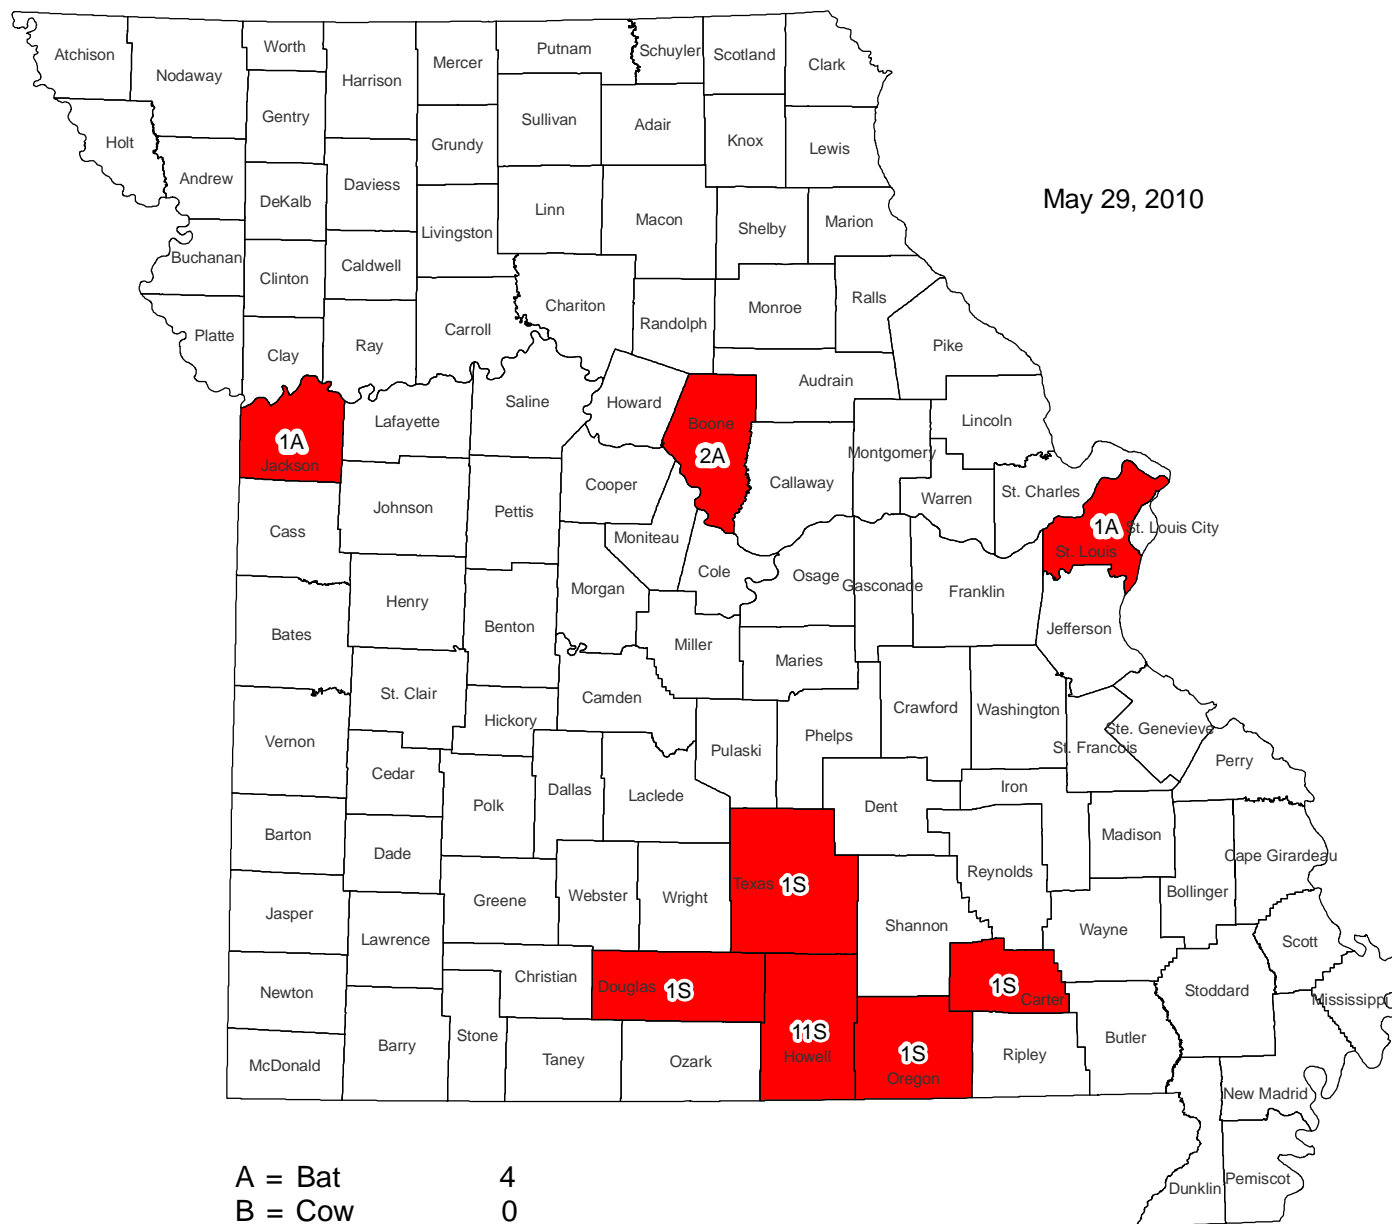 Atchison
Nodaway
Worth
Harrison
Mercer
Putnam
Schuyler
Scotland
Clark
Gentry
Sullivan
Adair
Knox
Lewis
Holt
Grundy
Andrew
DeKalb
Daviess
Linn
Macon
Shelby
Marion
May 29, 2010
Livingston
Buchanan
Clinton
Caldwell
Chariton
Randolph
Monroe
Ralls
Platte
Clay
Ray
Carroll
Pike
Audrain
Saline
Howard
Lafayette
Boone
Lincoln
1A
Jackson
2A
Montgomery
Cooper
Callaway
Warren
St. Charles
Johnson
Pettis
Cass
Moniteau
1A
St. Louis City
St. Louis
Cole
Osage
Gasconade
Franklin
Henry
Morgan
Benton
Bates
Miller
Maries
Jefferson
St. Clair
Camden
Hickory
Crawford
Washington
Ste. Genevieve
Vernon
Pulaski
Phelps
St. Francois
Perry
Cedar
Dallas
Laclede
Iron
Polk
Dent
Barton
Madison
Dade
Cape Girardeau
Reynolds
Texas
1S
Bollinger
Jasper
Greene
Webster
Wright
Shannon
Wayne
Lawrence
Scott
Christian
Douglas
1S
1S
Carter
Newton
Stoddard
Mississippi
11S
Howell
1S
Oregon
Barry
Stone
Taney
Ozark
Ripley
Butler
McDonald
New Madrid
Pemiscot
Dunklin
A = Bat 4
B = Cow 0